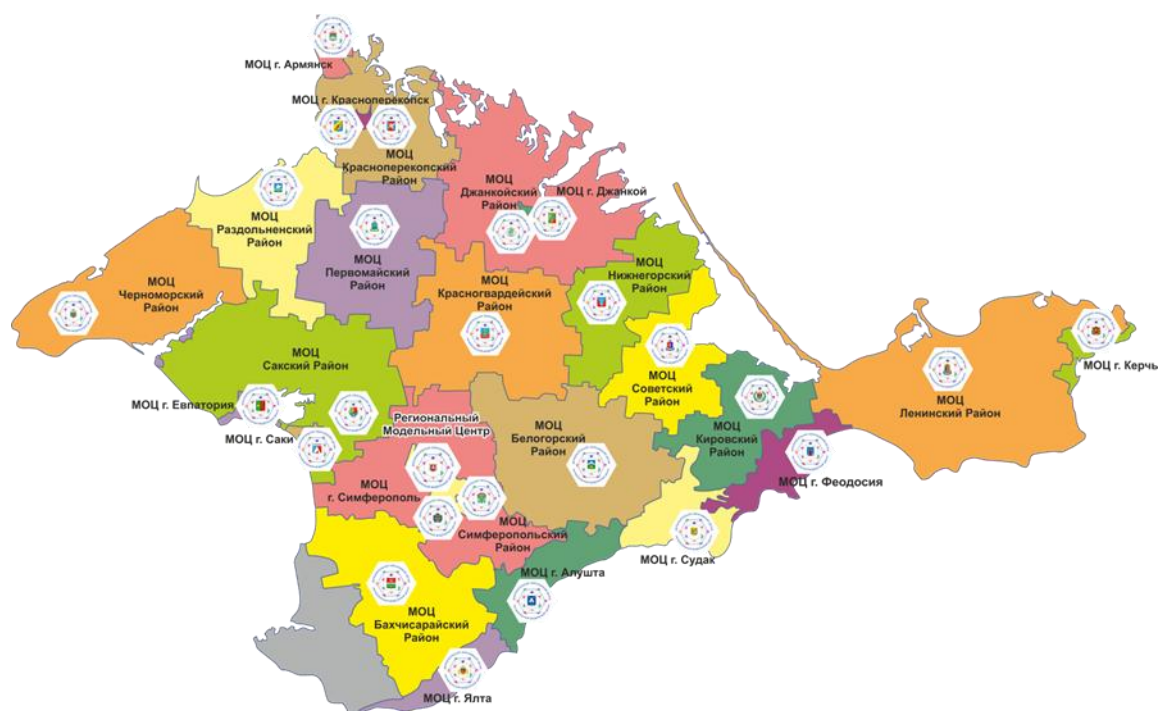 МОЦ г. Армянск
МОЦ г. Красноперекопск
МОЦ
Красноперекопский
Район
МОЦ
Джанкойский
Район
МОЦ г. Джанкой
МОЦ
Раздольненский
Район
МОЦ
Первомайский
Район
МОЦ
Нижнегорский
Район
МОЦ
Черноморский
Район
МОЦ
Красногвардейский
Район
МОЦ
Сакский Район
МОЦ
Советский
Район
МОЦ г. Керчь
МОЦ
Ленинский Район
МОЦ г. Евпатория
МОЦ г. Саки
Региональный
Модельный Центр
МОЦ
Белогорский
Район
МОЦ
Кировский
Район
МОЦ г. Феодосия
МОЦ
г. Симферополь
МОЦ
Симферопольский
Район
МОЦ г. Судак
МОЦ г. Алушта
МОЦ
Бахчисарайский
Район
МОЦ г. Ялта